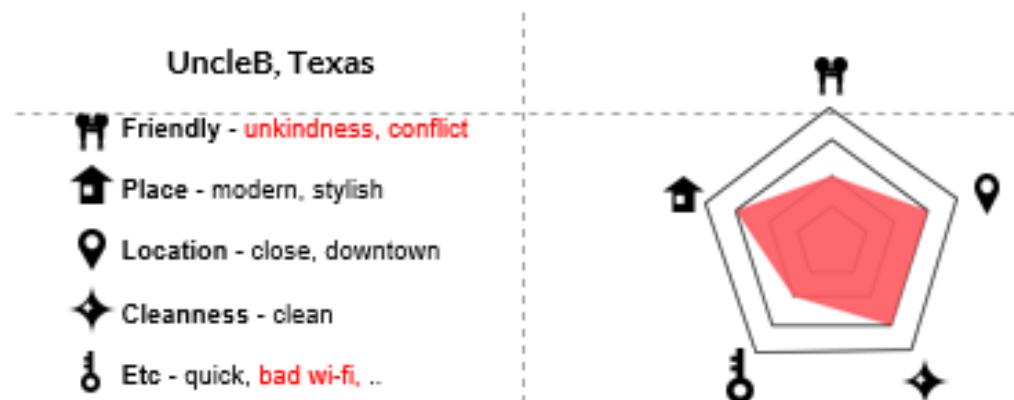 UncleB, Texas
Friendly - unkindness, conflict
Place - modern, stylish
Location - close, downtown
Cleanness - clean
Etc - quick, bad wi-fi, ..